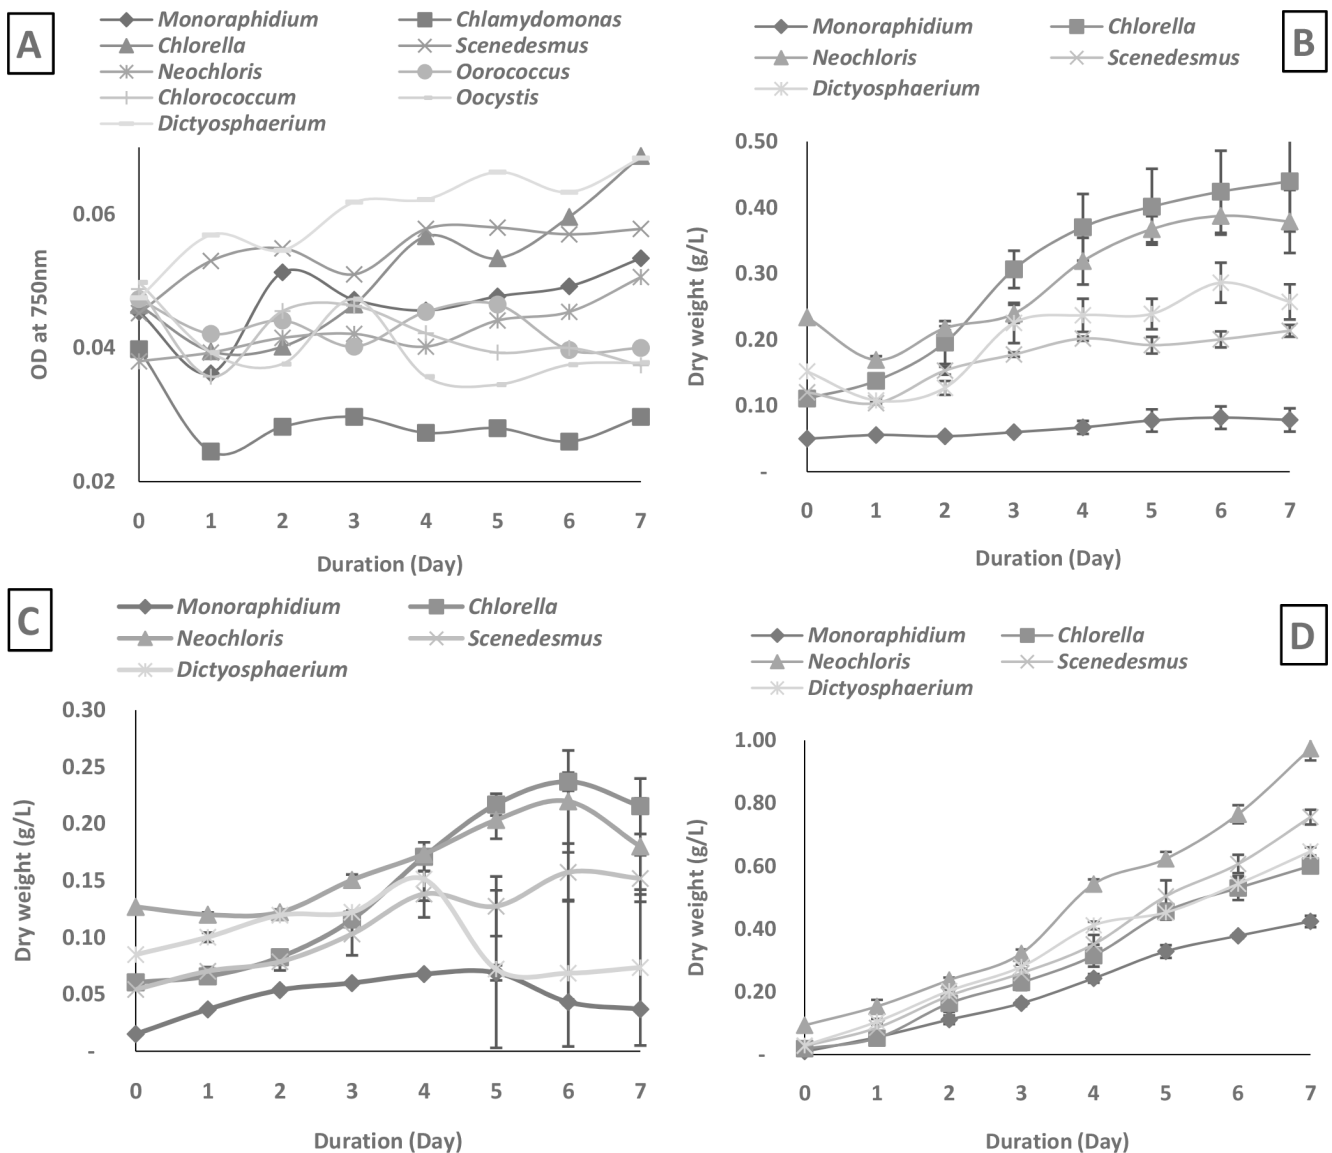 A
Monoraphidium Chlamydomonas
Chlorella Scenedesmus
Neochloris Oorococcus
Chlorococcum Oocystis
Dictyosphaerium
0.06
0.04
0.02
OD at 750nm
0 1 2 3 4 5 6 7
Duration (Day)
B
Monoraphidium Chlorella
Neochloris Scenedesmus
Dictyosphaerium
0.50
0.40
0.30
0.20
0.10
-
Dry weight (g/L)
0 1 2 3 4 5 6 7
Duration (Day)
C
Monoraphidium Chlorella
Neochloris Scenedesmus
Dictyosphaerium
0.30
0.25
0.20
0.15
0.10
0.05
-
Dry weight (g/L)
0 1 2 3 4 5 6 7
Duration (Day)
D
Monoraphidium Chlorella
Neochloris Scenedesmus
Dictyosphaerium
1.00
0.80
0.60
0.40
0.20
-
Dry weight (g/L)
0 1 2 3 4 5 6 7
Duration (Day)